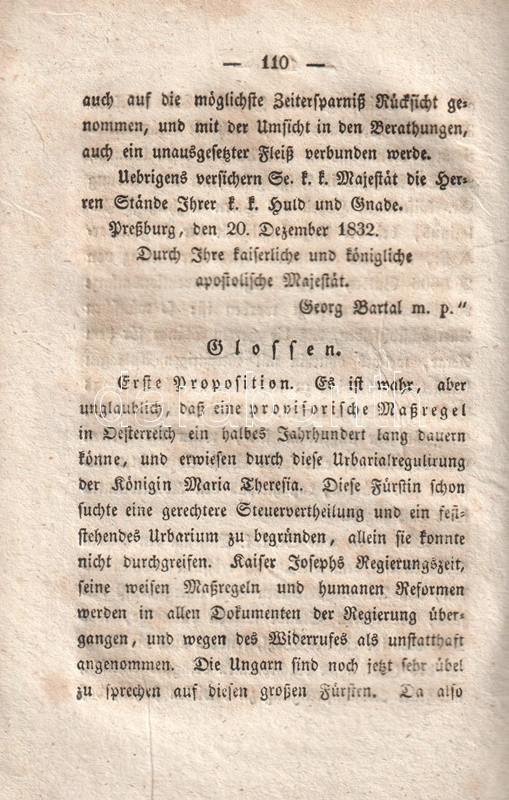 — 110 —
auch auf die möglichste Zeitersparniß Rücksicht ge-
nommen, und mit der Umsicht in den Berathungen,
auch ein unausgesetzter Fleiß verbunden werde.
Uebrigens versichern Se. k. k. Majestät die Her-
ren Stände Ihrer k. k. Huld und Gnade.
Preßburg, den 20. Dezember 1832.
Durch Ihre kaiserliche und königliche
apostolische Majestät.
Georg Bartal m. p.“
Glossen.
Erste Proposition. Es ist wahr, aber
unglaublich, daß eine provisorische Maßregel
in Oesterreich ein halbes Jahrhundert lang dauern
könne, und erwiesen durch diese Urbarialregulirung
der Königin Maria Theresia. Diese Fürstin schon
suchte eine gerechtere Steuervertheilung und ein fest-
stehendes Urbarium zu begründen, allein sie konnte
nicht durchgreifen. Kaiser Josephs Regierungszeit,
seine weisen Maßregeln und humanen Reformen
werden in allen Dokumenten der Regierung über-
gangen, und wegen des Widerrufes als unstatthaft
angenommen. Die Ungarn sind noch jetzt sehr übel
zu sprechen auf diesen großen Fürsten. Da also